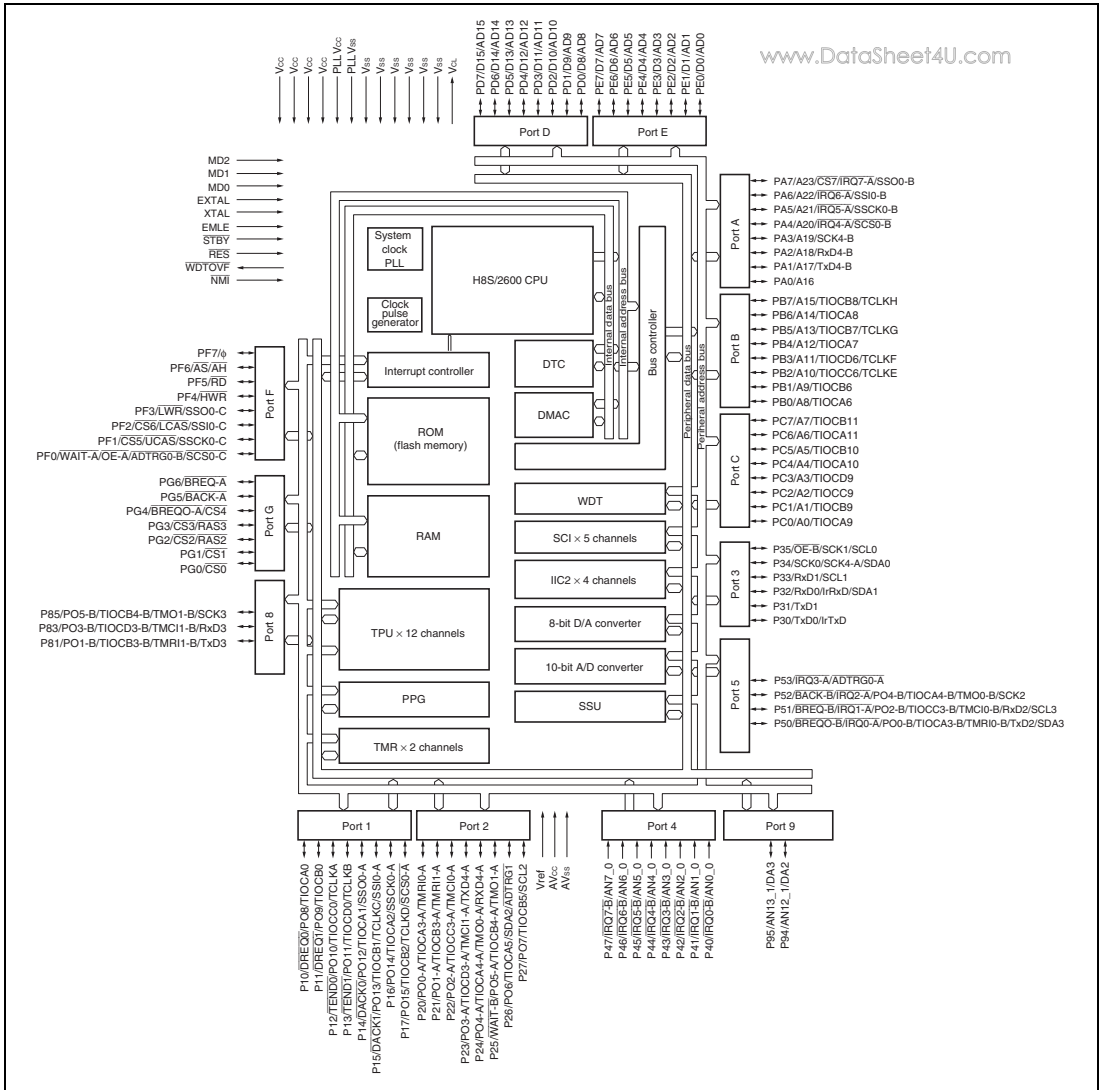 www.DataSheet4U.com
Vcc
Vcc
Vcc
Vcc
PLLVcc
PLLVss
Vss
Vss
Vss
Vss
Vss
Vss
VCL
PD7/D15/AD15
PD6/D14/AD14
PD5/D13/AD13
PD4/D12/AD12
PD3/D11/AD11
PD2/D10/AD10
PD1/D9/AD9
PD0/D8/AD8
PE7/D7/AD7
PE6/D6/AD6
PE5/D5/AD5
PE4/D4/AD4
PE3/D3/AD3
PE2/D2/AD2
PE1/D1/AD1
PE0/D0/AD0
Port D
Port E
MD2
MD1
MD0
EXTAL
XTAL
EMLE
STBY
RES
WDTOVF
NMI
System clock PLL
Clock pulse generator
H8S/2600 CPU
Internal data bus
Internal address bus
Bus controller
Peripheral data bus
Periheral address bus
Interrupt controller
DTC
DMAC
ROM
(flash memory)
RAM
TPU × 12 channels
PPG
TMR × 2 channels
WDT
SCI × 5 channels
IIC2 × 4 channels
8-bit D/A converter
10-bit A/D converter
SSU
Port A
PA7/A23/CS7/IRQ7-A/SSO0-B
PA6/A22/IRQ6-A/SSI0-B
PA5/A21/IRQ5-A/SSCK0-B
PA4/A20/IRQ4-A/SCS0-B
PA3/A19/SCK4-B
PA2/A18/RxD4-B
PA1/A17/TxD4-B
PA0/A16
Port B
PB7/A15/TIOCB8/TCLKH
PB6/A14/TIOCA8
PB5/A13/TIOCB7/TCLKG
PB4/A12/TIOCA7
PB3/A11/TIOCD6/TCLKF
PB2/A10/TIOCC6/TCLKE
PB1/A9/TIOCB6
PB0/A8/TIOCA6
Port C
PC7/A7/TIOCB11
PC6/A6/TIOCA11
PC5/A5/TIOCB10
PC4/A4/TIOCA10
PC3/A3/TIOCD9
PC2/A2/TIOCC9
PC1/A1/TIOCB9
PC0/A0/TIOCA9
Port 3
P35/OE-B/SCK1/SCL0
P34/SCK0/SCK4-A/SDA0
P33/RxD1/SCL1
P32/RxD0/IrRxD/SDA1
P31/TxD1
P30/TxD0/IrTxD
Port 5
P53/IRQ3-A/ADTRG0-A
P52/BACK-B/IRQ2-A/PO4-B/TIOCA4-B/TMO0-B/SCK2
P51/BREQ-B/IRQ1-A/PO2-B/TIOCC3-B/TMCI0-B/RxD2/SCL3
P50/BREQO-B/IRQ0-A/PO0-B/TIOCA3-B/TMRI0-B/TxD2/SDA3
PF7/ϕ
PF6/AS/AH
PF5/RD
PF4/HWR
PF3/LWR/SSO0-C
PF2/CS6/LCAS/SSI0-C
PF1/CS5/UCAS/SSCK0-C
PF0/WAIT-A/OE-A/ADTRG0-B/SCS0-C
Port F
PG6/BREQ-A
PG5/BACK-A
PG4/BREQO-A/CS4
PG3/CS3/RAS3
PG2/CS2/RAS2
PG1/CS1
PG0/CS0
Port G
P85/PO5-B/TIOCB4-B/TMO1-B/SCK3
P83/PO3-B/TIOCD3-B/TMCI1-B/RxD3
P81/PO1-B/TIOCB3-B/TMRI1-B/TxD3
Port 8
Port 1
Port 2
Port 4
Port 9
P10/DREQ0/PO8/TIOCA0
P11/DREQ1/PO9/TIOCB0
P12/TEND0/PO10/TIOCC0/TCLKA
P13/TEND1/PO11/TIOCD0/TCLKB
P14/DACK0/PO12/TIOCA1/SSO0-A
P15/DACK1/PO13/TIOCB1/TCLKC/SSI0-A
P16/PO14/TIOCA2/SSCK0-A
P17/PO15/TIOCB2/TCLKD/SCS0-A
P20/PO0-A/TIOCA3-A/TMRI0-A
P21/PO1-A/TIOCB3-A/TMRI1-A
P22/PO2-A/TIOCC3-A/TMCI0-A
P23/PO3-A/TIOCD3-A/TMCI1-A/TXD4-A
P24/PO4-A/TIOCA4-A/TMO0-A/RXD4-A
P25/WAIT-B/PO5-A/TIOCB4-A/TMO1-A
P26/PO6/TIOCA5/SDA2/ADTRG1
P27/PO7/TIOCB5/SCL2
Vref
AVcc
AVss
P47/IRQ7-B/AN7_0
P46/IRQ6-B/AN6_0
P45/IRQ5-B/AN5_0
P44/IRQ4-B/AN4_0
P43/IRQ3-B/AN3_0
P42/IRQ2-B/AN2_0
P41/IRQ1-B/AN1_0
P40/IRQ0-B/AN0_0
P95/AN13_1/DA3
P94/AN12_1/DA2